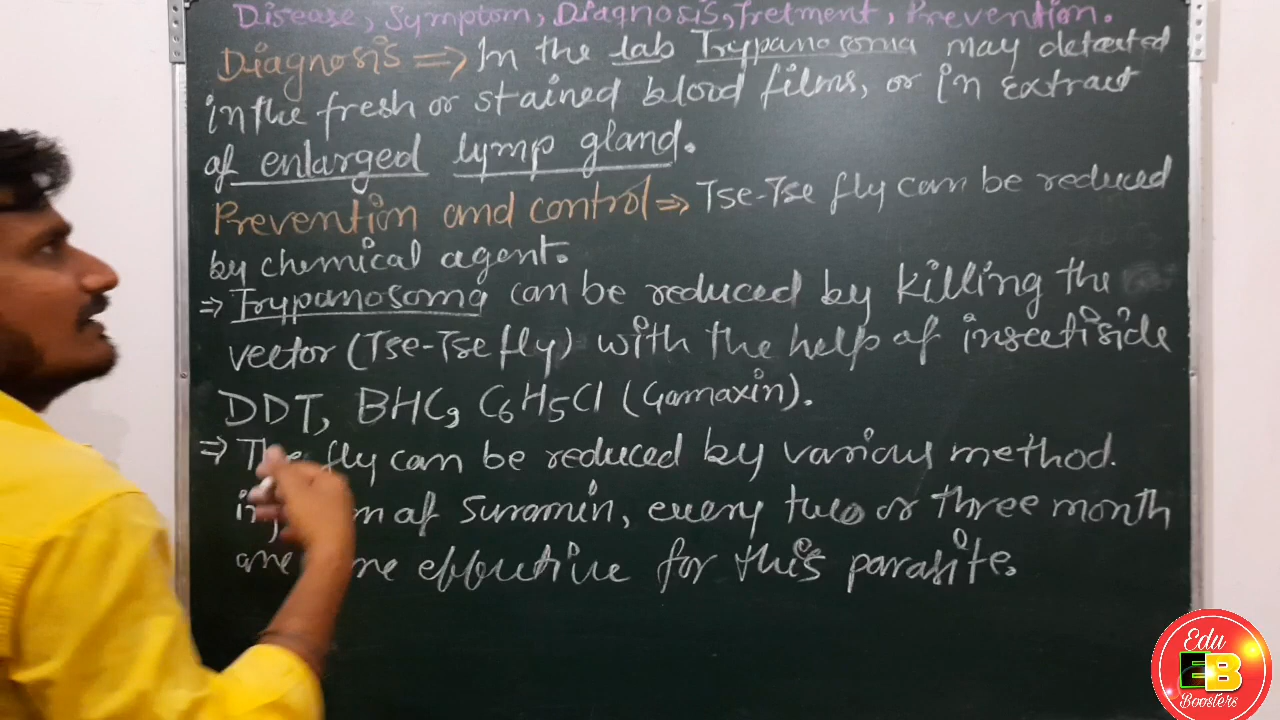 Disease, Symptom, Diagnosis, Tretment, Prevention.
Diagnosis => In the lab Trypanosoma may detected
in the fresh or stained blood films, or in extract
of enlarged lymp gland.
Prevention and control => Tse-Tse fly can be reduced
by chemical agent.
=> Trypanosoma can be reduced by killing the
vector (Tse-Tse fly) with the help of insectiside
DDT, BHC, C6H5Cl (Gamaxin).
=> The fly can be reduced by various method.
of Suramin, every two or three month
are effective for this parasite.
Edu
EB
Boosters